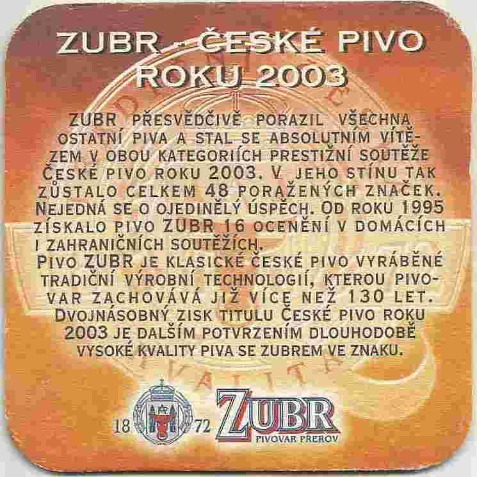 ZUBR - ČESKÉ PIVO
ROKU 2003
ZUBR PŘESVĚDČIVĚ PORAZIL VŠECHNA
OSTATNÍ PIVA A STAL SE ABSOLUTNÍM VÍTĚ-
ZEM V OBOU KATEGORIÍCH PRESTIŽNÍ SOUTĚŽE
ČESKÉ PIVO ROKU 2003. V JEHO STÍNU TAK
ZŮSTALO CELKEM 48 PORAŽENÝCH ZNAČEK.
NEJEDNÁ SE O OJEDINĚLÝ ÚSPĚCH. OD ROKU 1995
ZÍSKALO PIVO ZUBR 16 OCENĚNÍ V DOMÁCÍCH
I ZAHRANIČNÍCH SOUTĚŽÍCH.
PIVO ZUBR JE KLASICKÉ ČESKÉ PIVO VYRÁBĚNÉ
TRADIČNÍ VÝROBNÍ TECHNOLOGIÍ, KTEROU PIVO-
VAR ZACHOVÁVÁ JIŽ VÍCE NEŽ 130 LET.
DVOJNÁSOBNÝ ZISK TITULU ČESKÉ PIVO ROKU
2003 JE DALŠÍM POTVRZENÍM DLOUHODOBĚ
VYSOKÉ KVALITY PIVA SE ZUBREM VE ZNAKU.
18 72 ZUBR
PIVOVAR PŘEROV